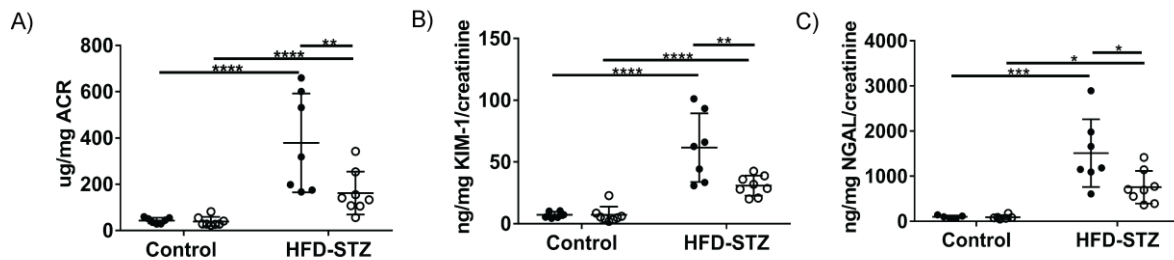 A)
ug/mg ACR
800
600
400
200
0
Control
HFD-STZ
****
****
**
B)
ng/mg KIM-1/creatinine
150
100
50
0
Control
HFD-STZ
****
****
**
C)
ng/mg NGAL/creatinine
4000
3000
2000
1000
0
Control
HFD-STZ
***
*
*